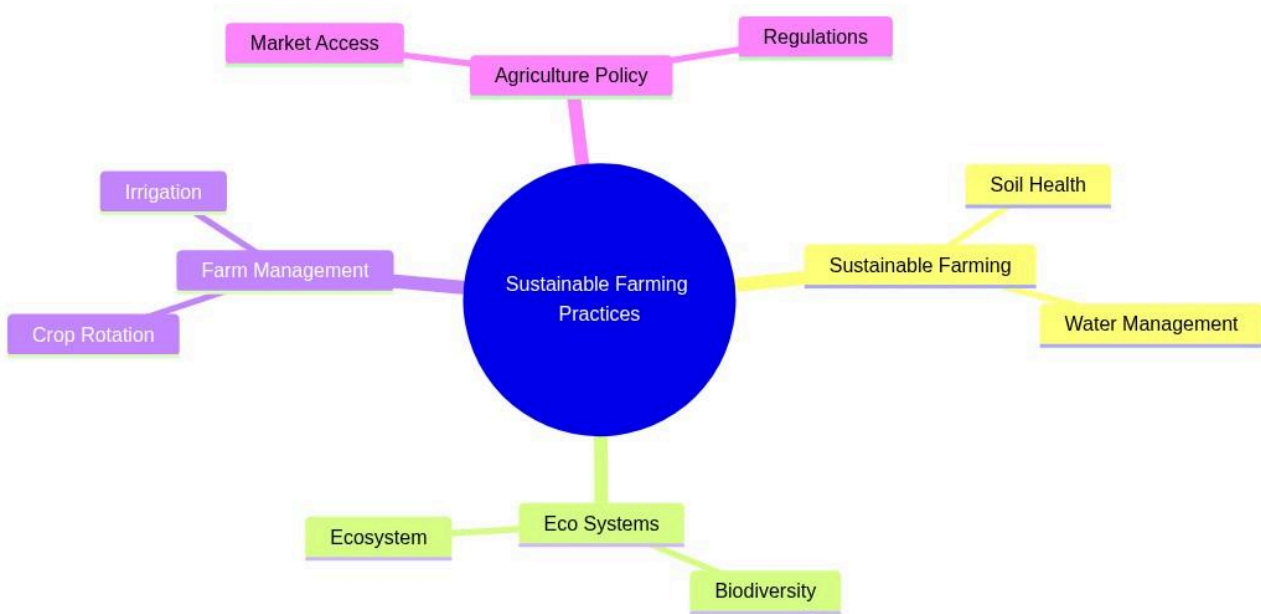 Market Access
Regulations
Agriculture Policy
Irrigation
Soil Health
Farm Management
Sustainable Farming
Sustainable Farming
Practices
Crop Rotation
Water Management
Ecosystem
Eco Systems
Biodiversity